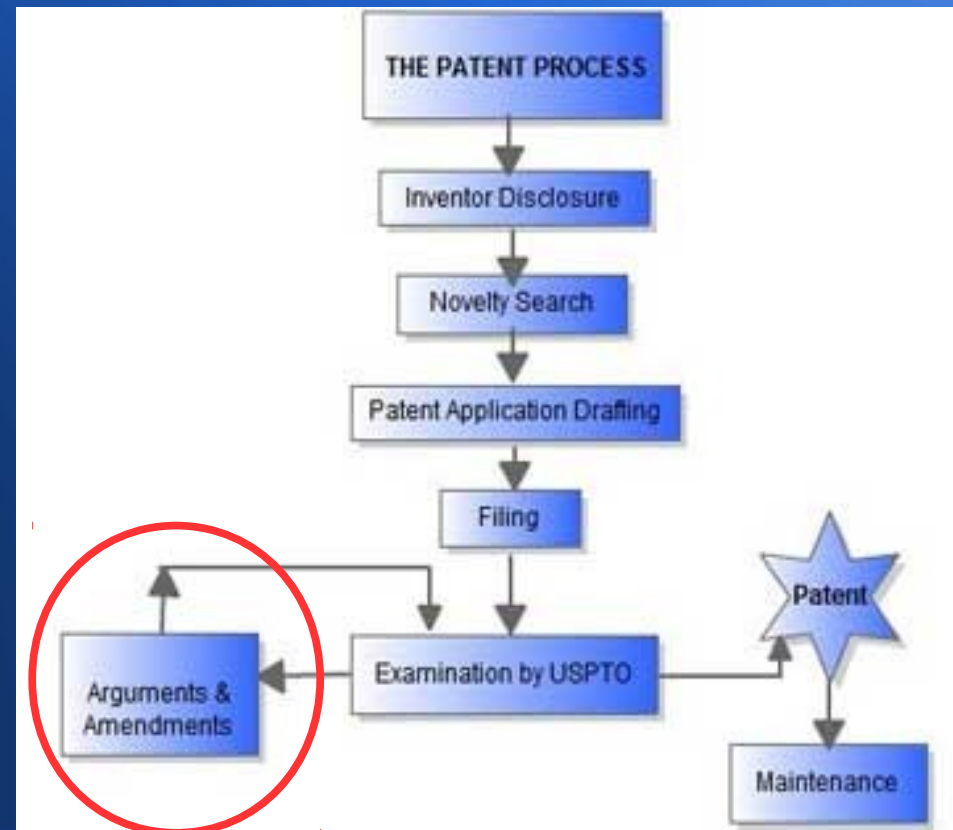 THE PATENT PROCESS
Inventor Disclosure
Novelty Search
Patent Application Drafting
Filing
Patent
Examination by USPTO
Arguments &
Amendments
Maintenance